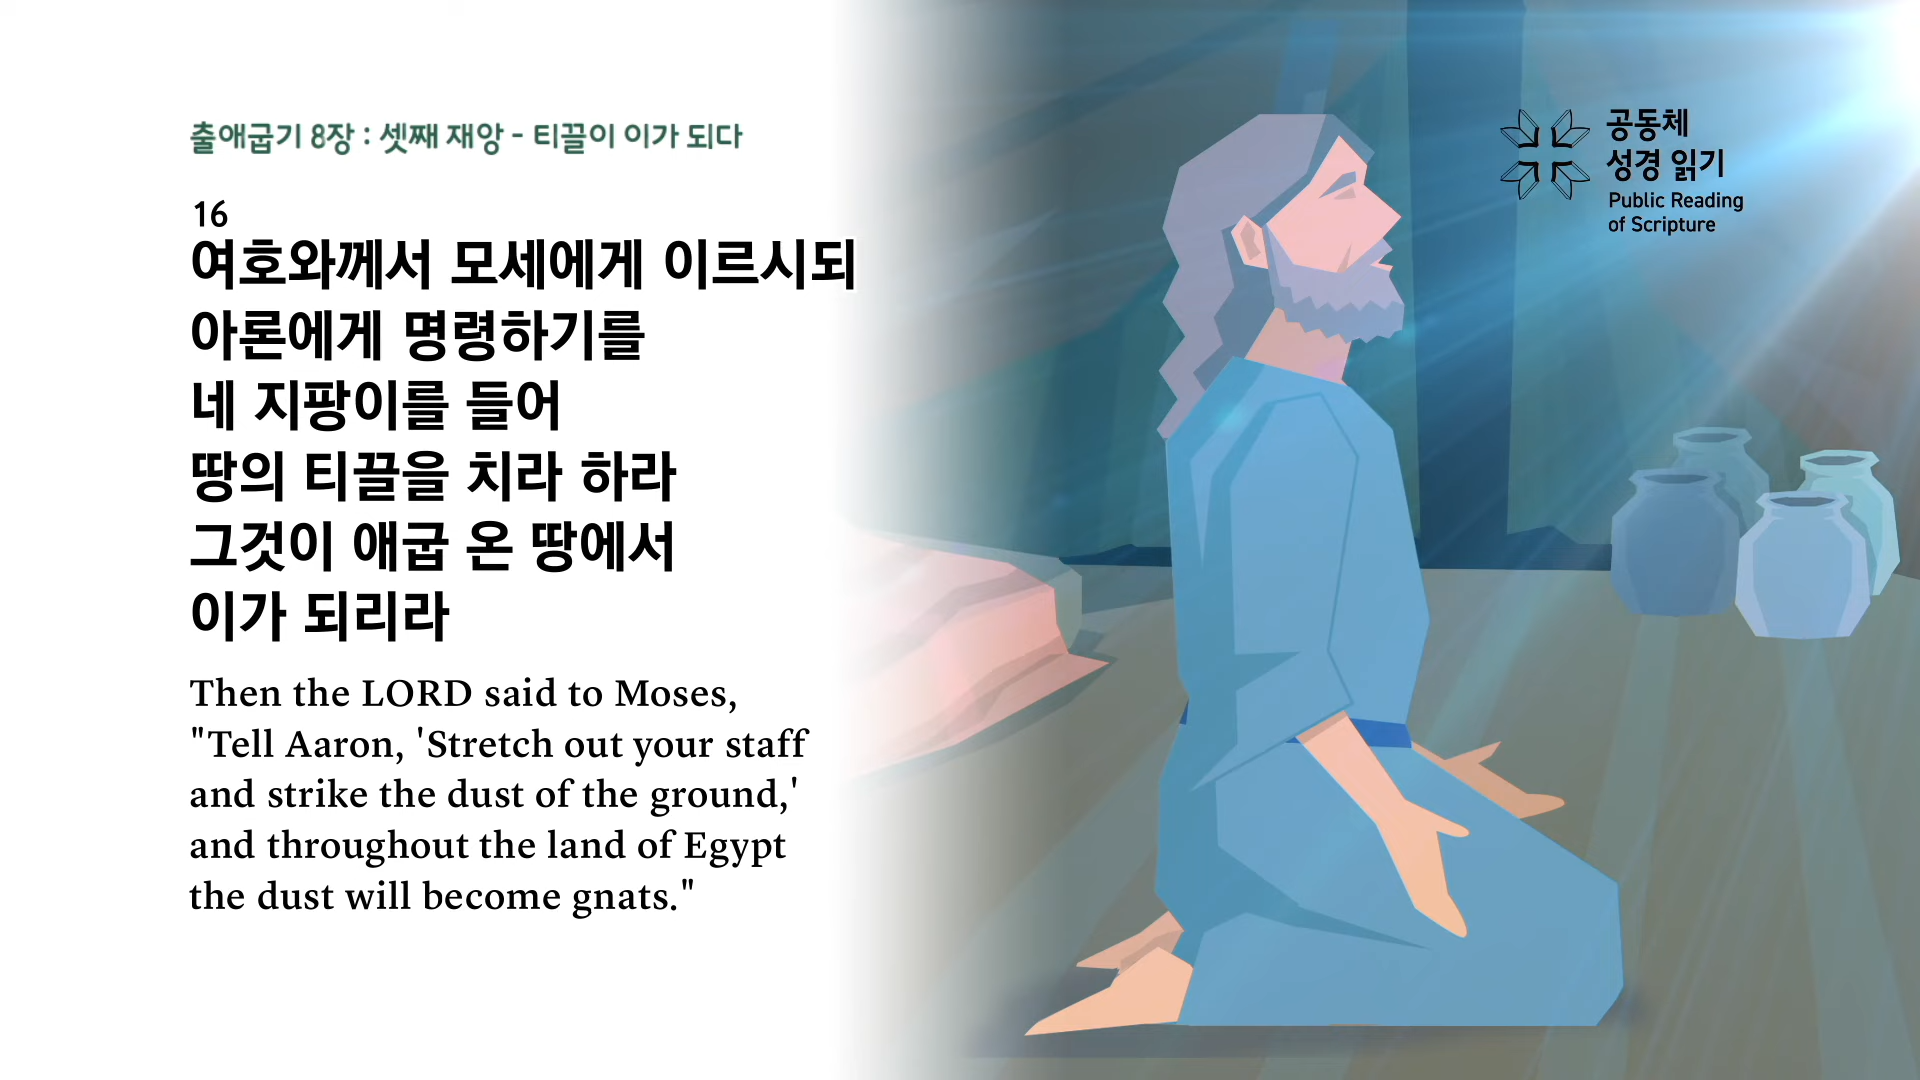 출애굽기 8장 : 셋째 재앙 - 티끌이 이가 되다
16
여호와께서 모세에게 이르시되
아론에게 명령하기를
네 지팡이를 들어
땅의 티끌을 치라 하라
그것이 애굽 온 땅에서
이가 되리라
Then the LORD said to Moses,
"Tell Aaron, 'Stretch out your staff
and strike the dust of the ground,'
and throughout the land of Egypt
the dust will become gnats."
공동체
성경 읽기
Public Reading
of Scripture